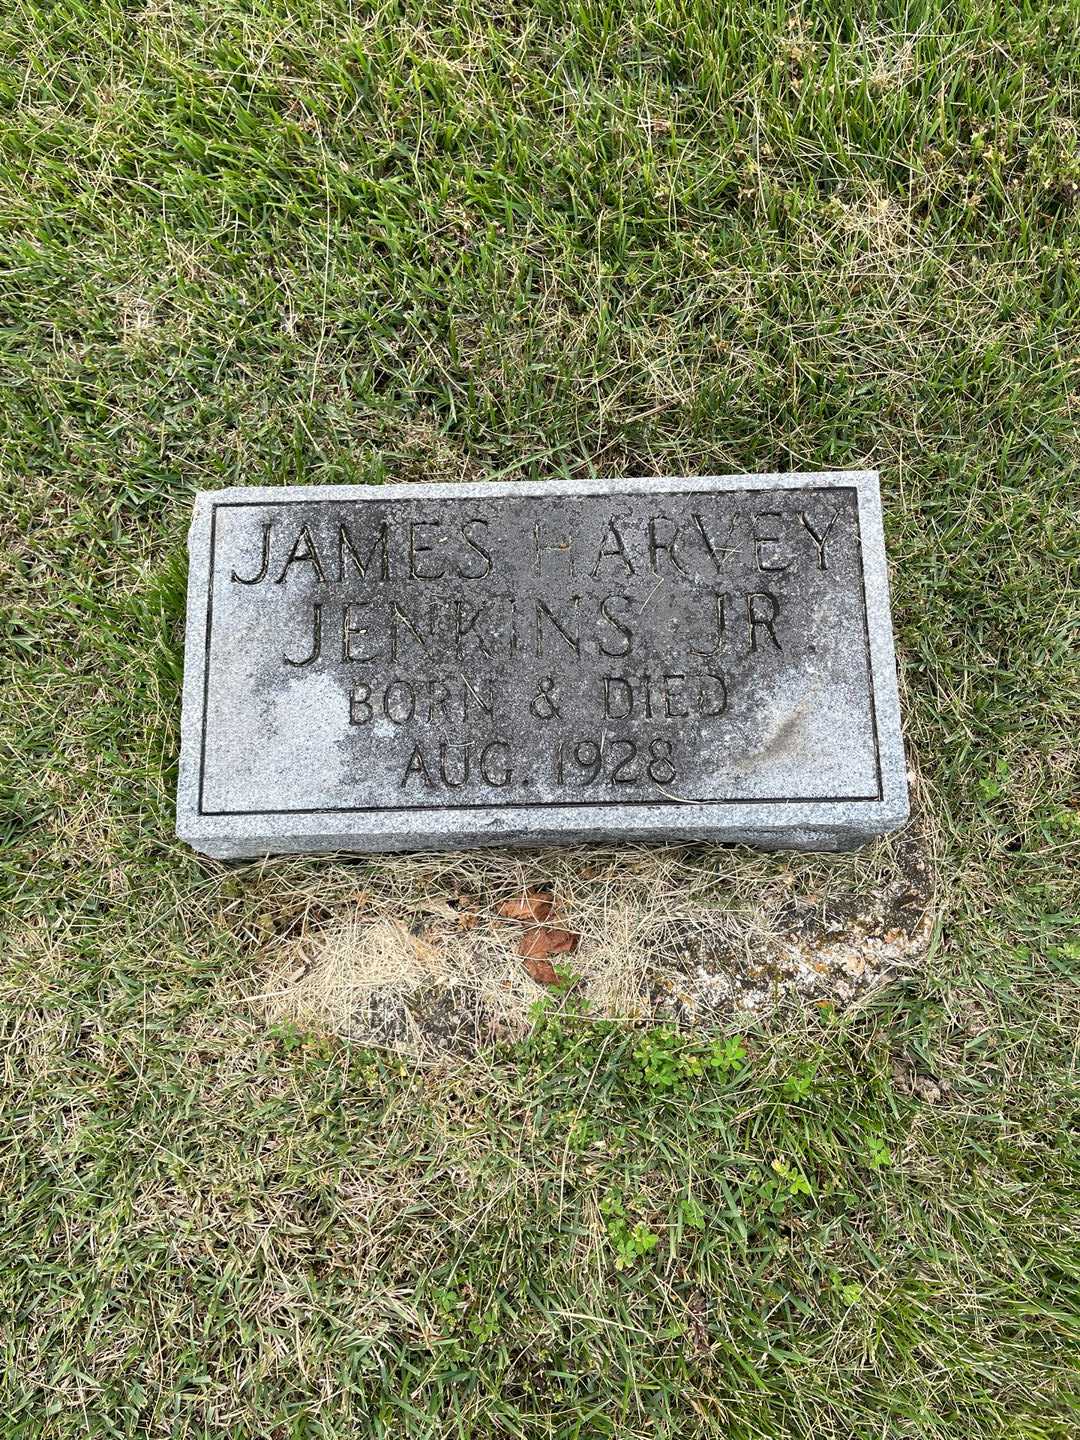 JAMES HARVEY
JENKINS JR.
BORN & DIED
AUG. 1928